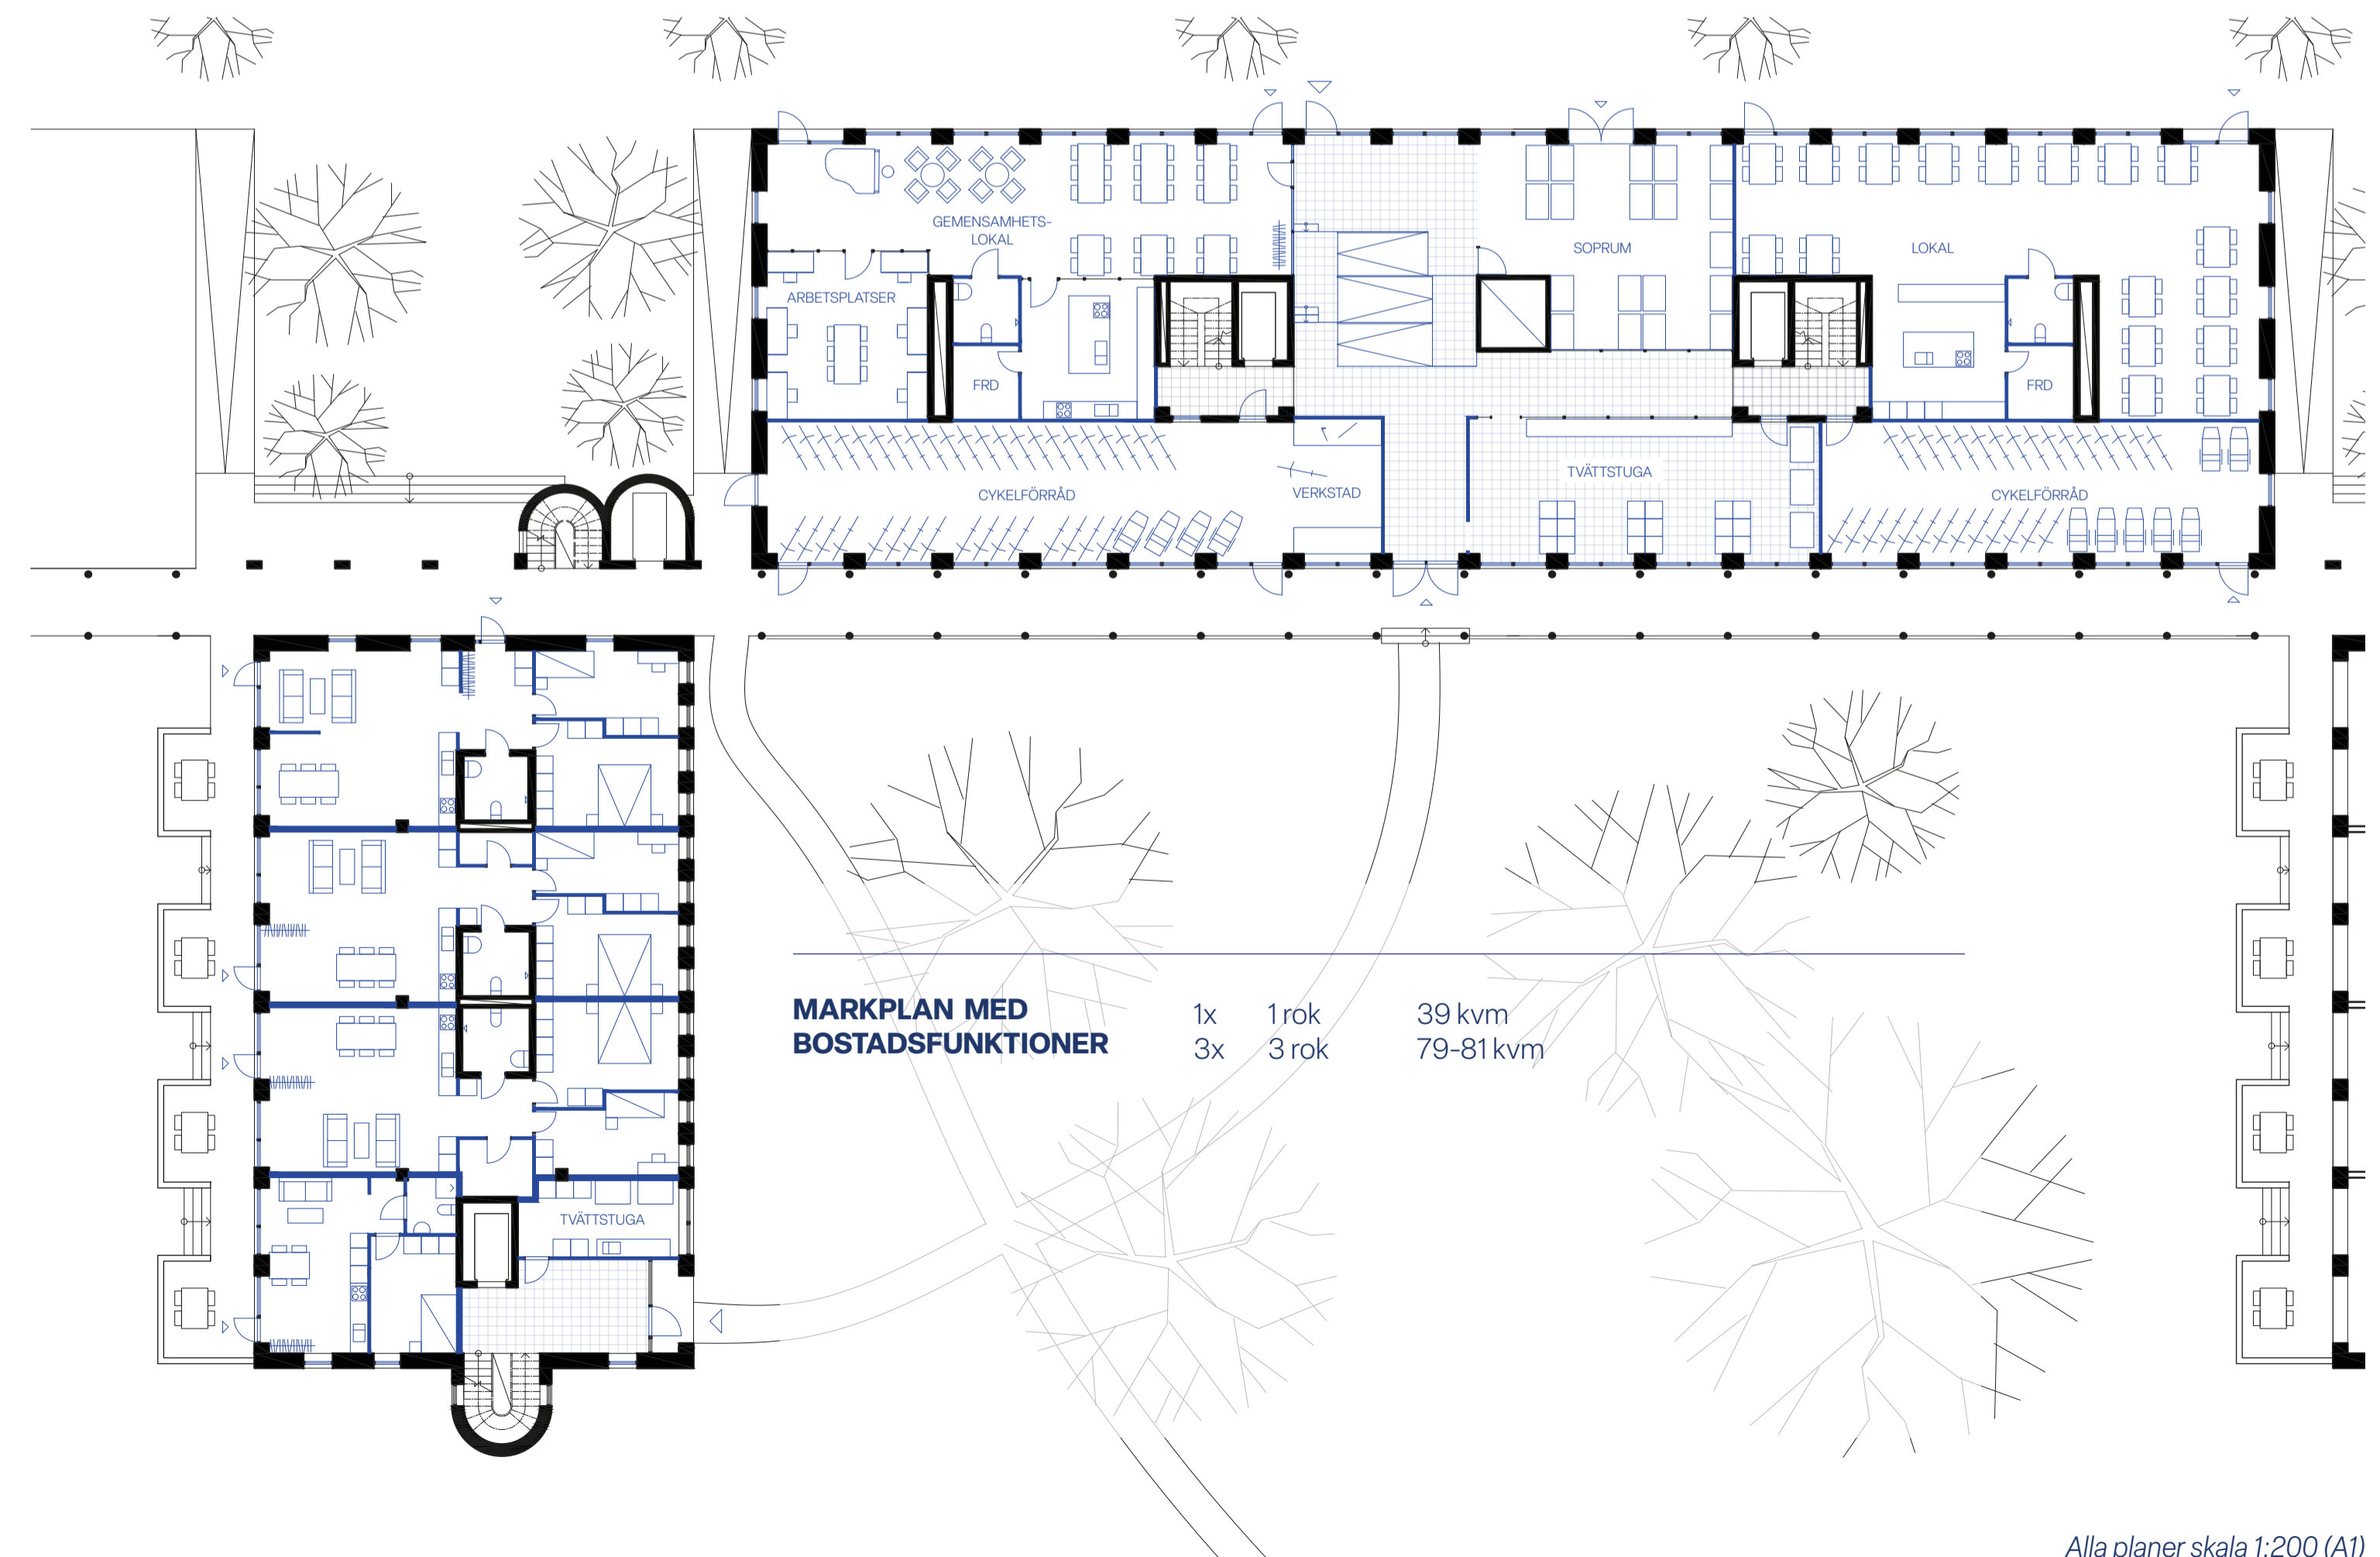 GEMENSAMHETS-
LOKAL
SOPRUM
LOKAL
ARBETSPLATSER
FRD
FRD
CYKELFÖRRÅD
VERKSTAD
TVÄTTSTUGA
CYKELFÖRRÅD
MARKPLAN MED
BOSTADSFUNKTIONER
1x 1 rok 39 kvm
3x 3 rok 79-81 kvm
TVÄTTSTUGA
Alla planer skala 1:200 (A1)